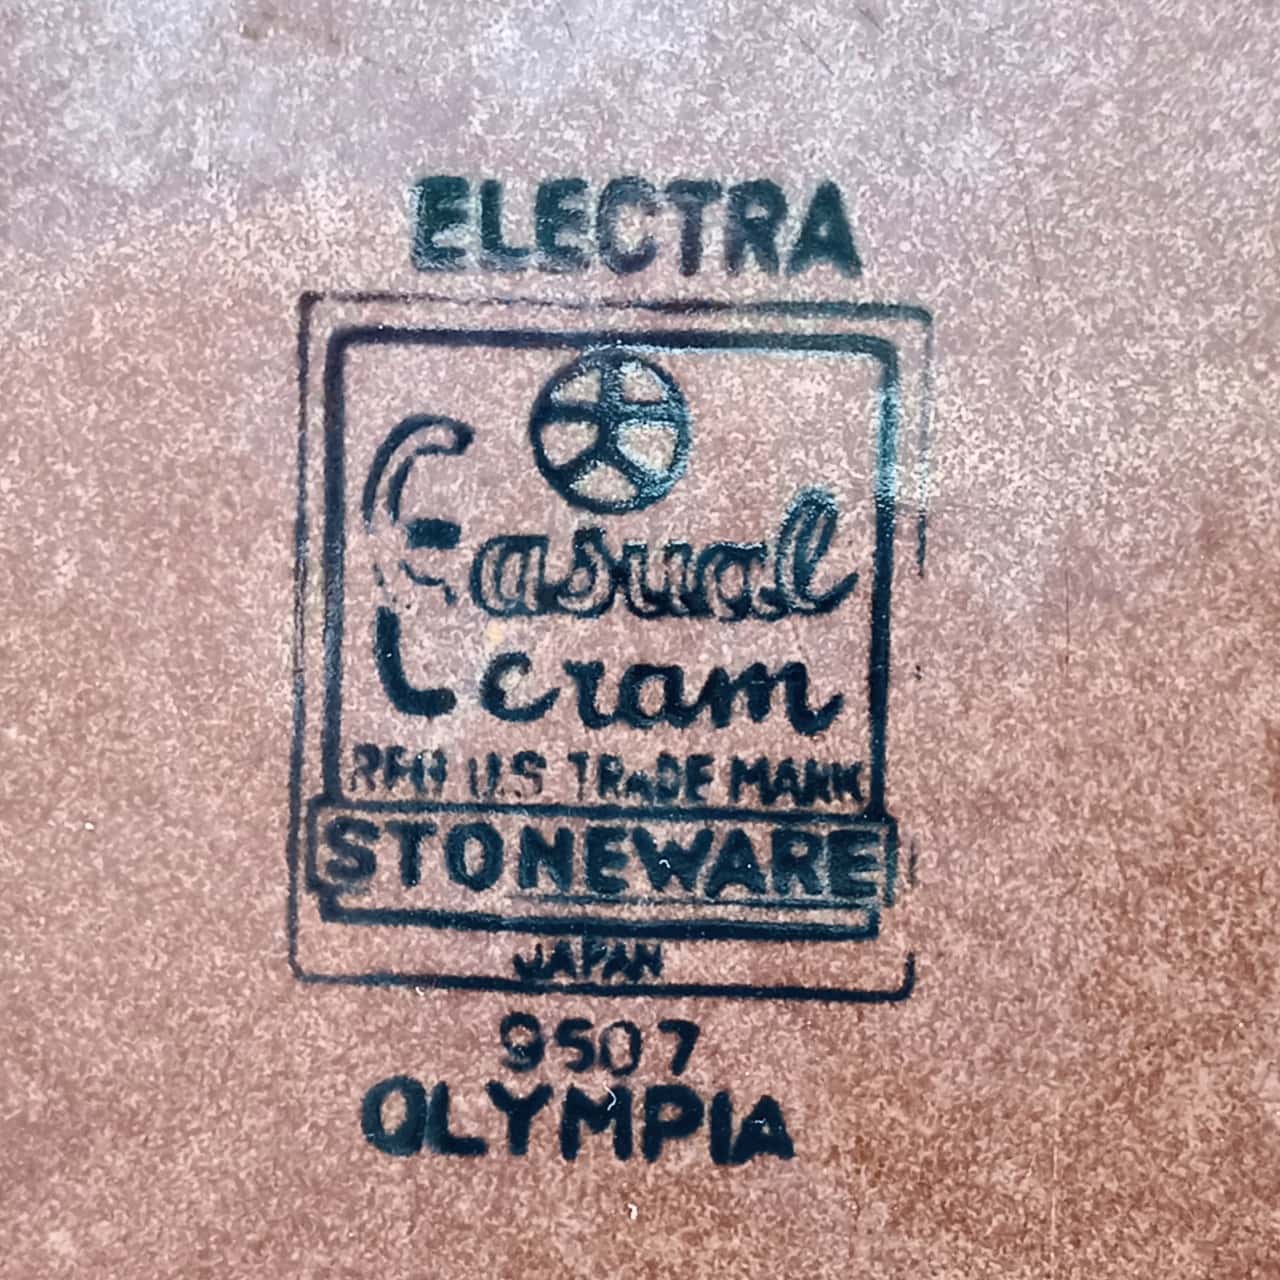 ELECTRA
Casual
Ceram
REG U.S TRADE MARK
STONEWARE
JAPAN
9507
OLYMPIA